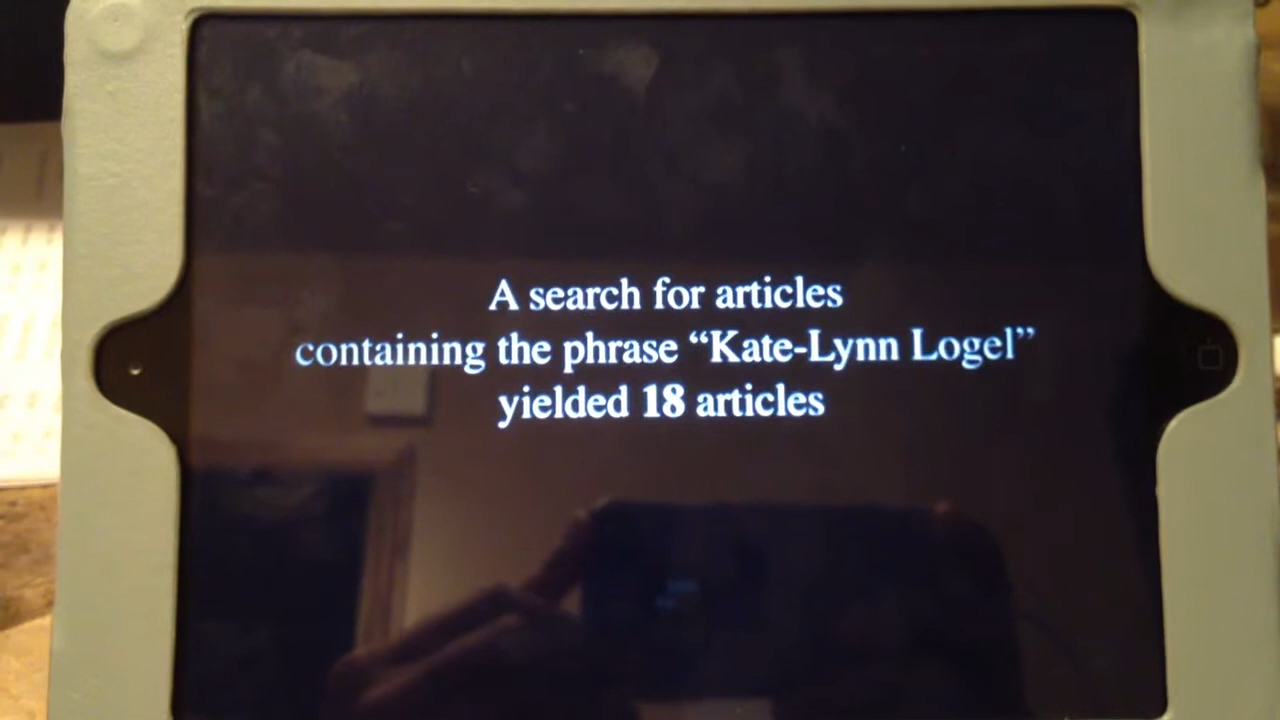 A search for articles
containing the phrase “Kate-Lynn Logel”
yielded 18 articles